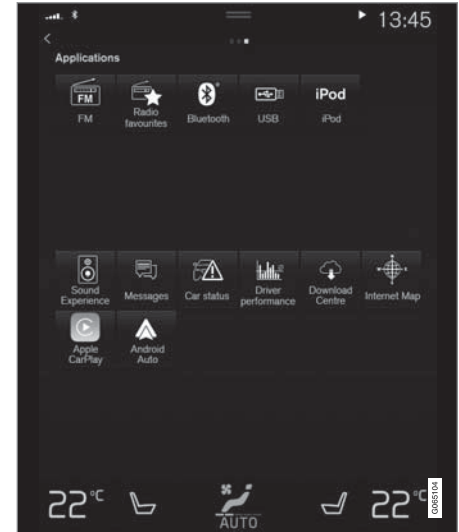 13:45
Applications
FM
FM
Radio
favourites
Bluetooth
USB
iPod
iPod
Sound
Experience
Messages
Car status
Driver
performance
Download
Centre
Internet Map
Apple
CarPlay
Android
Auto
22°C
AUTO
22°C
G065104